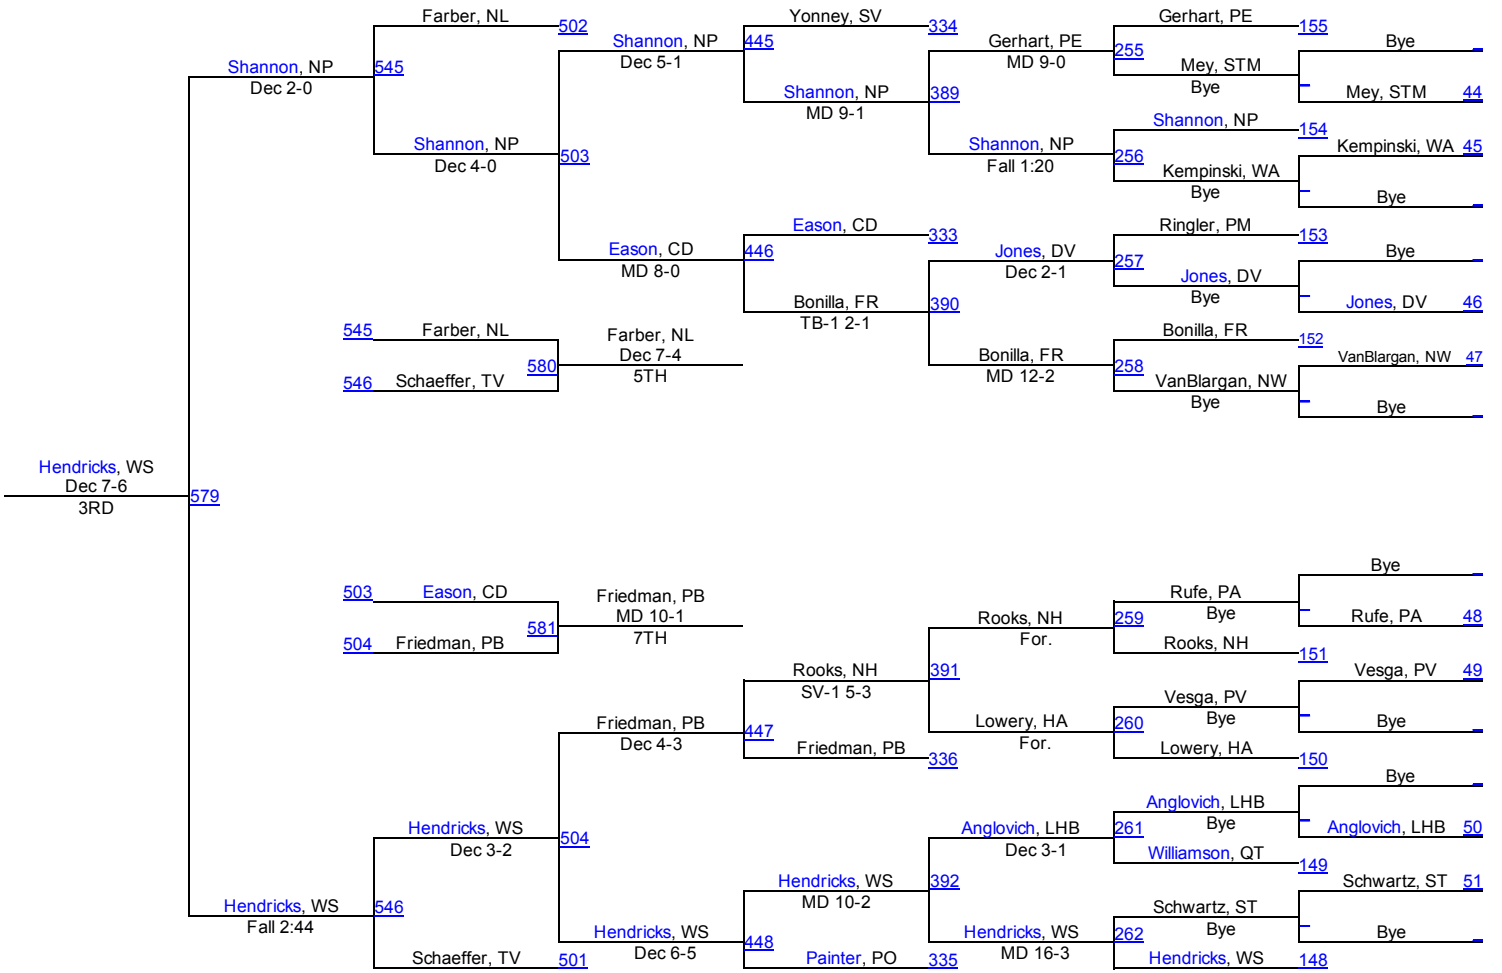 Farber, NL
502
Yonney, SV
334
Gerhart, PE
155
Shannon, NP
445
Gerhart, PE
255
Bye
Dec 5-1
MD 9-0
Mey, STM
Shannon, NP
545
Bye
Dec 2-0
Shannon, NP
389
Mey, STM 44
MD 9-1
Shannon, NP
154
Shannon, NP
503
Shannon, NP
256
Kempinski, WA 45
Dec 4-0
Fall 1:20
Kempinski, WA
Bye
Bye
Eason, CD
333
Ringler, PM
153
Eason, CD
446
Jones, DV
257
Bye
MD 8-0
Dec 2-1
Jones, DV
Bye
Bonilla, FR
390
Jones, DV 46
TB-1 2-1
545 Farber, NL
Farber, NL
Bonilla, FR
152
Dec 7-4
Bonilla, FR
258
VanBlargan, NW 47
580
5TH
MD 12-2
546 Schaeffer, TV
VanBlargan, NW
Bye
Bye
Hendricks, WS
Dec 7-6
579
3RD
Bye
503 Eason, CD
Friedman, PB
Rufe, PA
MD 10-1
Rooks, NH
259
Bye
Rufe, PA 48
581
7TH
For.
504 Friedman, PB
Rooks, NH
151
Rooks, NH
391
Vesga, PV 49
SV-1 5-3
Vesga, PV
Friedman, PB
447
Lowery, HA
260
Bye
Bye
Dec 4-3
For.
Friedman, PB
336
Lowery, HA
150
Bye
Anglovich, LHB
Hendricks, WS
504
Anglovich, LHB
261
Bye
Anglovich, LHB 50
Dec 3-2
Dec 3-1
Williamson, QT
149
Hendricks, WS
392
Schwartz, ST 51
MD 10-2
Hendricks, WS
546
Schwartz, ST
Fall 2:44
Hendricks, WS
448
Hendricks, WS
262
Bye
Bye
Dec 6-5
MD 16-3
Schaeffer, TV
501
Painter, PO
335
Hendricks, WS
148